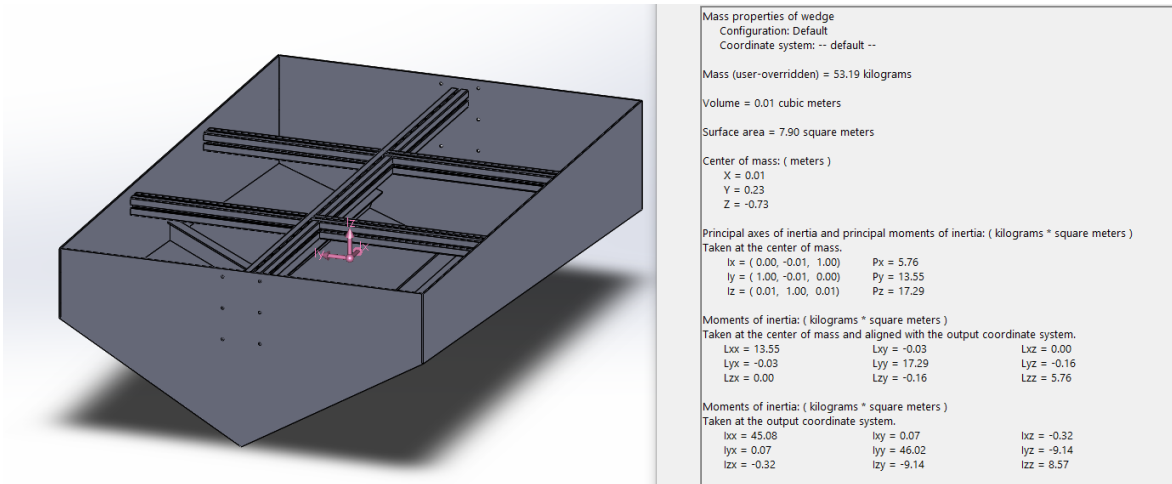 Mass properties of wedge
Configuration: Default
Coordinate system: -- default --
Mass (user-overridden) = 53.19 kilograms
Volume = 0.01 cubic meters
Surface area = 7.90 square meters
Center of mass: ( meters )
X = 0.01
Y = 0.23
Z = -0.73
Principal axes of inertia and principal moments of inertia: ( kilograms * square meters )
Taken at the center of mass.
Ix = ( 0.00, -0.01, 1.00) Px = 5.76
Iy = ( 1.00, -0.01, 0.00) Py = 13.55
Iz = ( 0.01, 1.00, 0.01) Pz = 17.29
Moments of inertia: ( kilograms * square meters )
Taken at the center of mass and aligned with the output coordinate system.
Lxx = 13.55 Lxy = -0.03 Lxz = 0.00
Lyx = -0.03 Lyy = 17.29 Lyz = -0.16
Lzx = 0.00 Lzy = -0.16 Lzz = 5.76
Moments of inertia: ( kilograms * square meters )
Taken at the output coordinate system.
Ixx = 45.08 Ixy = 0.07 Ixz = -0.32
Iyx = 0.07 Iyy = 46.02 Iyz = -9.14
Izx = -0.32 Izy = -9.14 Izz = 8.57